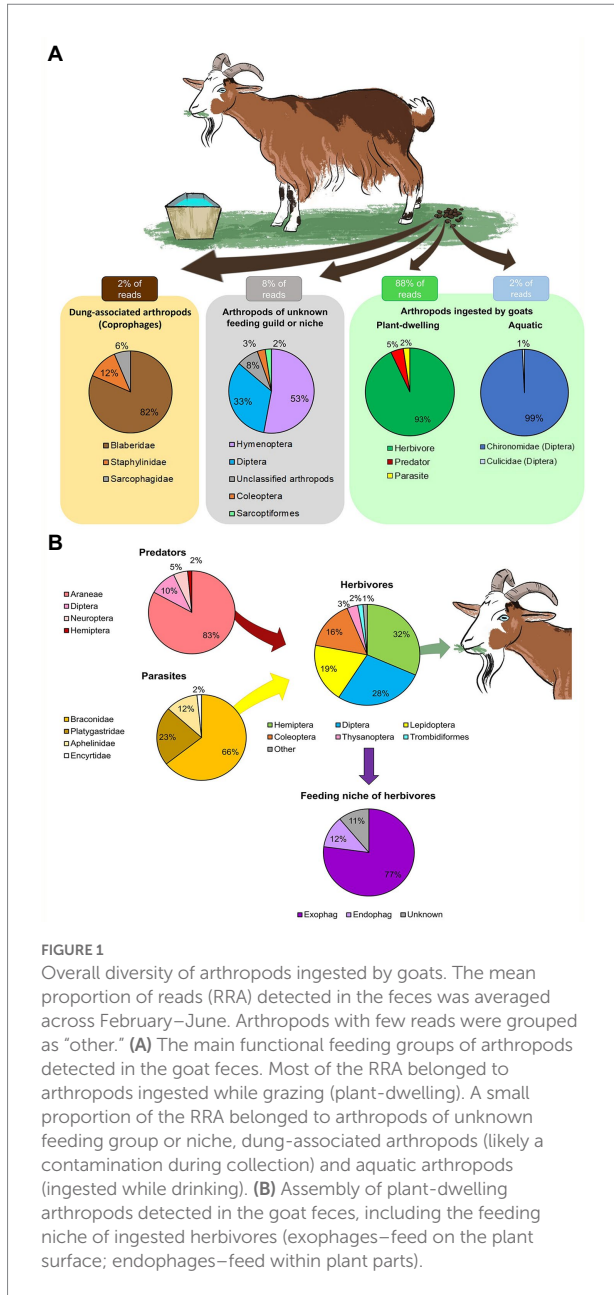 A
2% of
reads
8% of
reads
88% of
reads
2% of
reads
Dung-associated arthropods
(Coprophages)
6%
12%
82%
Blaberidae
Staphylinidae
Sarcophagidae
Arthropods of unknown
feeding guild or niche
3%
2%
8%
33%
53%
Hymenoptera
Diptera
Unclassified arthropods
Coleoptera
Sarcoptiformes
Arthropods ingested by goats
Plant-dwelling
Aquatic
5%
2%
93%
Herbivore
Predator
Parasite
1%
99%
Chironomidae (Diptera)
Culicidae (Diptera)
B
Predators
5%
2%
10%
83%
Araneae
Diptera
Neuroptera
Hemiptera
Parasites
2%
12%
23%
66%
Braconidae
Platygastridae
Aphelinidae
Encyrtidae
Herbivores
3%
2%
1%
16%
32%
19%
28%
Hemiptera Diptera Lepidoptera
Coleoptera Thysanoptera Trombidiformes
Other
Feeding niche of herbivores
11%
12%
77%
Exophag Endophag Unknown
FIGURE 1
Overall diversity of arthropods ingested by goats. The mean
proportion of reads (RRA) detected in the feces was averaged
across February–June. Arthropods with few reads were grouped
as “other.” (A) The main functional feeding groups of arthropods
detected in the goat feces. Most of the RRA belonged to
arthropods ingested while grazing (plant-dwelling). A small
proportion of the RRA belonged to arthropods of unknown
feeding group or niche, dung-associated arthropods (likely a
contamination during collection) and aquatic arthropods
(ingested while drinking). (B) Assembly of plant-dwelling
arthropods detected in the goat feces, including the feeding
niche of ingested herbivores (exophages–feed on the plant
surface; endophages–feed within plant parts).